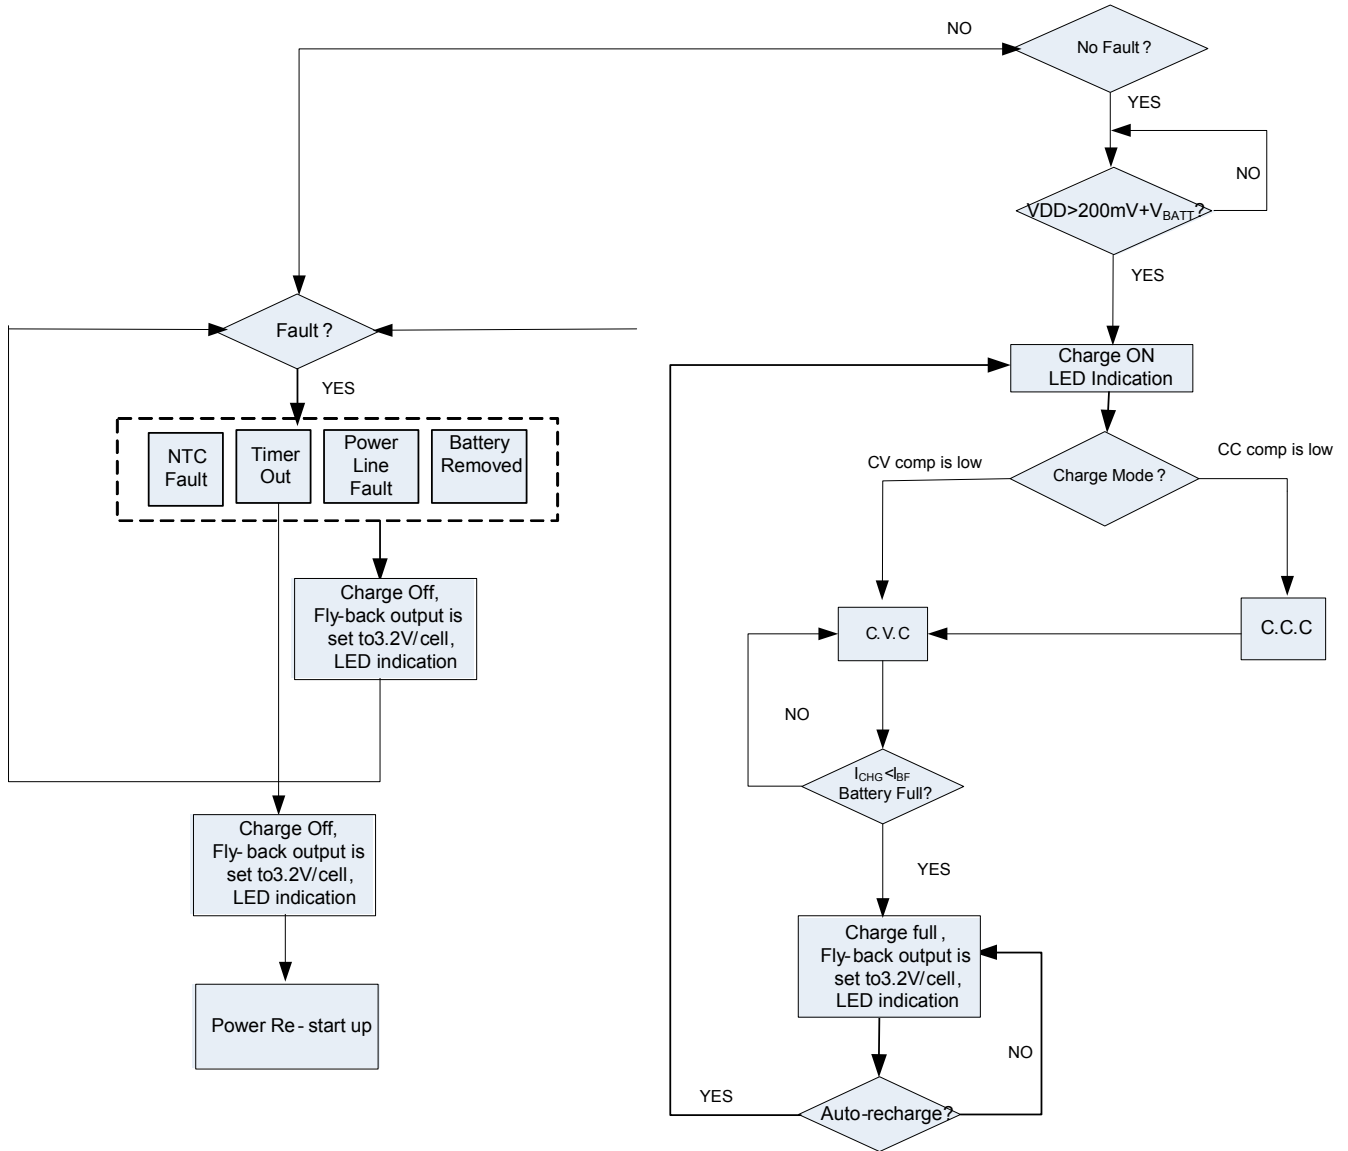 NO
No Fault ?
YES
NO
VDD>200mV+VBATT?
YES
Fault ?
YES
Charge ON
LED Indication
NTC
Fault
Timer
Out
Power
Line
Fault
Battery
Removed
CV comp is low
Charge Mode ?
CC comp is low
Charge Off,
Fly-back output is
set to3.2V/cell,
LED indication
C.V.C
C.C.C
NO
ICHG<IBF
Battery Full?
Charge Off,
Fly- back output is
set to3.2V/cell,
LED indication
YES
Charge full ,
Fly- back output is
set to3.2V/cell,
LED indication
Power Re - start up
NO
YES
Auto-recharge?